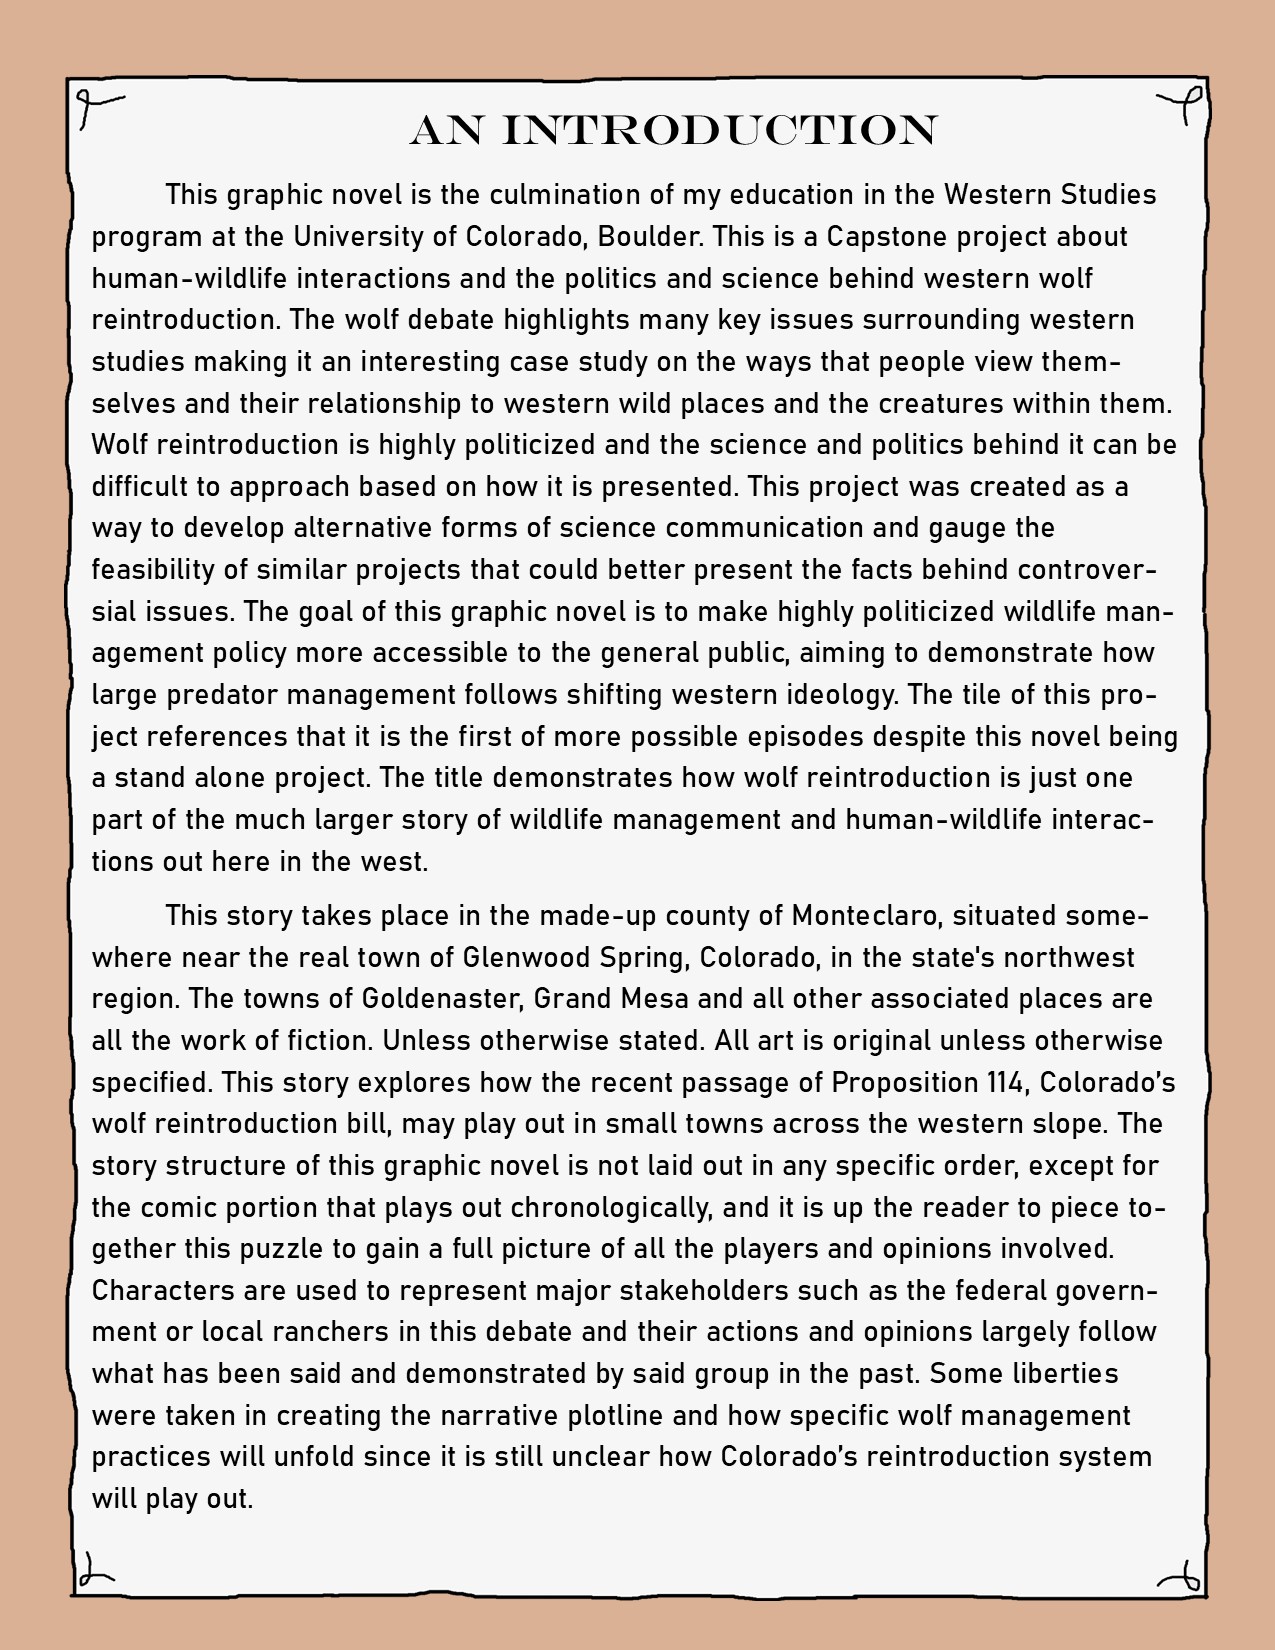 AN INTRODUCTION
This graphic novel is the culmination of my education in the Western Studies
program at the University of Colorado, Boulder. This is a Capstone project about
human-wildlife interactions and the politics and science behind western wolf
reintroduction. The wolf debate highlights many key issues surrounding western
studies making it an interesting case study on the ways that people view them-
selves and their relationship to western wild places and the creatures within them.
Wolf reintroduction is highly politicized and the science and politics behind it can be
difficult to approach based on how it is presented. This project was created as a
way to develop alternative forms of science communication and gauge the
feasibility of similar projects that could better present the facts behind controver-
sial issues. The goal of this graphic novel is to make highly politicized wildlife man-
agement policy more accessible to the general public, aiming to demonstrate how
large predator management follows shifting western ideology. The tile of this pro-
ject references that it is the first of more possible episodes despite this novel being
a stand alone project. The title demonstrates how wolf reintroduction is just one
part of the much larger story of wildlife management and human-wildlife interac-
tions out here in the west.
This story takes place in the made-up county of Monteclaro, situated some-
where near the real town of Glenwood Spring, Colorado, in the state's northwest
region. The towns of Goldenaster, Grand Mesa and all other associated places are
all the work of fiction. Unless otherwise stated. All art is original unless otherwise
specified. This story explores how the recent passage of Proposition 114, Colorado’s
wolf reintroduction bill, may play out in small towns across the western slope. The
story structure of this graphic novel is not laid out in any specific order, except for
the comic portion that plays out chronologically, and it is up the reader to piece to-
gether this puzzle to gain a full picture of all the players and opinions involved.
Characters are used to represent major stakeholders such as the federal govern-
ment or local ranchers in this debate and their actions and opinions largely follow
what has been said and demonstrated by said group in the past. Some liberties
were taken in creating the narrative plotline and how specific wolf management
practices will unfold since it is still unclear how Colorado’s reintroduction system
will play out.